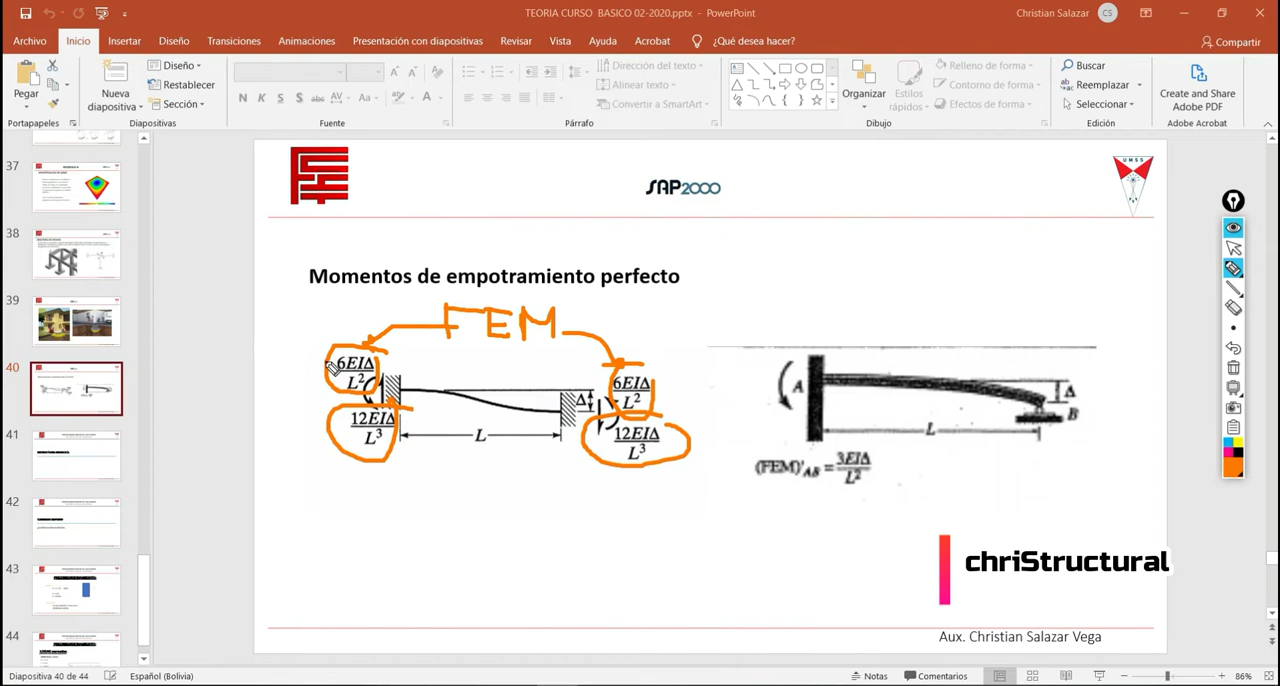 TEORIA CURSO BASICO 02-2020.pptx - PowerPoint
Christian Salazar CS
Archivo Inicio Insertar Diseño Transiciones Animaciones Presentación con diapositivas Revisar Vista Ayuda Acrobat ¿Qué desea hacer? Compartir
Pegar
Nueva diapositiva
Diseño
Restablecer
Sección
N K S S abc AV Aa A
Dirección del texto
Alinear texto
Convertir a SmartArt
Organizar
Estilos rápidos
Relleno de forma
Contorno de forma
Efectos de forma
Buscar
Reemplazar
Seleccionar
Create and Share Adobe PDF
Portapapeles Diapositivas Fuente Párrafo Dibujo Edición Adobe Acrobat
37
38
39
40
41
42
43
44
SAP2000
UMSS
Momentos de empotramiento perfecto
FEM
6EIΔ
L²
12EIΔ
L³
L
Δ
6EIΔ
L²
12EIΔ
L³
A
L
Δ
B
(FEM)'AB = 3EIΔ
L²
chriStructural
Aux. Christian Salazar Vega
Diapositiva 40 de 44 Español (Bolivia) Notas Comentarios 86%